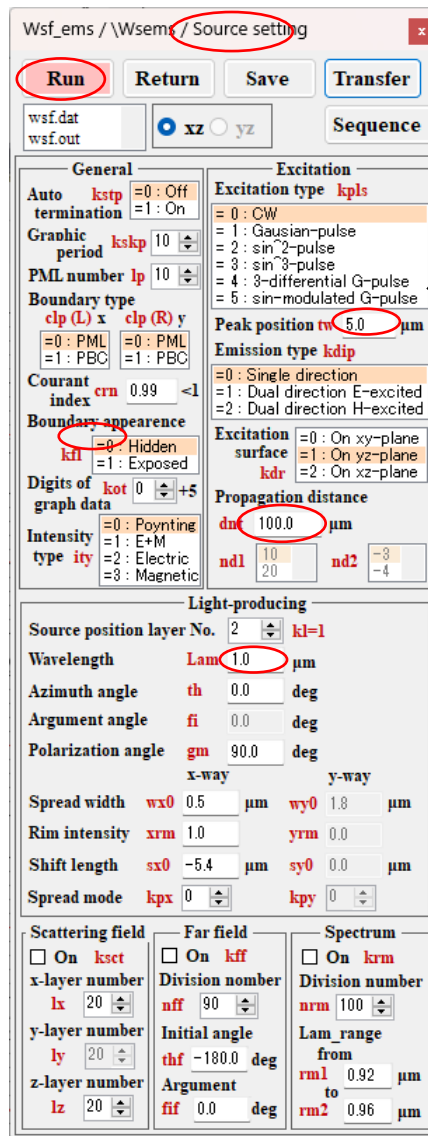 Wsf_ems / \Wsems / Source setting
x
Run Return Save Transfer
wsf.dat
wsf.out
xz yz
Sequence
General
Auto termination kstp
=0 : Off
=1 : On
Graphic period kskp 10
PML number lp 10
Boundary type
clp (L) x clp (R) y
=0 : PML =0 : PML
=1 : PBC =1 : PBC
Courant index crn 0.99 <1
Boundary appearence
kfl
=0 : Hidden
=1 : Exposed
Digits of graph data kot 0 +5
Intensity type ity
=0 : Poynting
=1 : E+M
=2 : Electric
=3 : Magnetic
Excitation
Excitation type kpls
= 0 : CW
= 1 : Gausian-pulse
= 2 : sin^2-pulse
= 3 : sin^3-pulse
= 4 : 3-differential G-pulse
= 5 : sin-modulated G-pulse
Peak position tw 5.0 μm
Emission type kdip
=0 : Single direction
=1 : Dual direction E-excited
=2 : Dual direction H-excited
Excitation surface kdr
=0 : On xy-plane
=1 : On yz-plane
=2 : On xz-plane
Propagation distance
dnt 100.0 μm
nd1 10 20 nd2 -3 -4
Light-producing
Source position layer No. 2 kl=1
Wavelength Lam 1.0 μm
Azimuth angle th 0.0 deg
Argument angle fi 0.0 deg
Polarization angle gm 90.0 deg
x-way y-way
Spread width wx0 0.5 μm wy0 1.8 μm
Rim intensity xrm 1.0 yrm 0.0
Shift length sx0 -5.4 μm sy0 0.0 μm
Spread mode kpx 0 kpy 0
Scattering field
On ksct
x-layer number
lx 20
y-layer number
ly 20
z-layer number
lz 20
Far field
On kff
Division nomber
nff 90
Initial angle
thf -180.0 deg
Argument
fif 0.0 deg
Spectrum
On krm
Division number
nrm 100
Lam_range
from
rm1 0.92 μm
to
rm2 0.96 μm